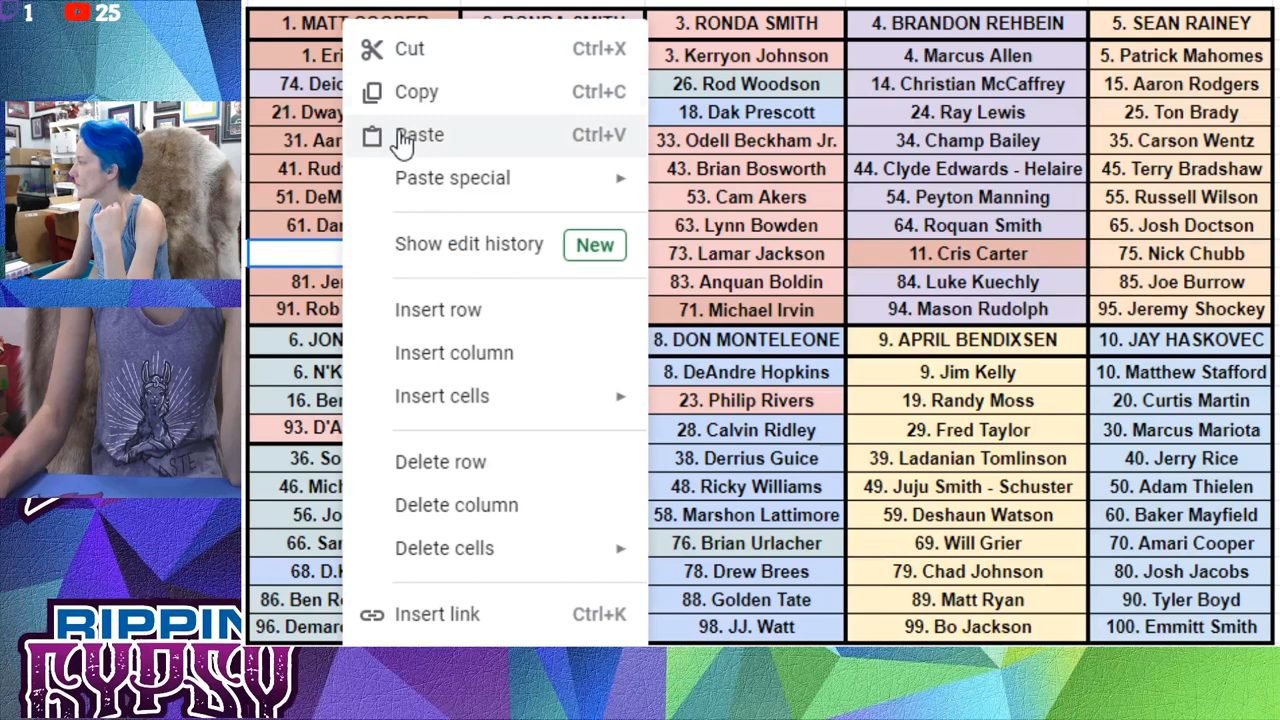 1
25
1. MATT COOPER
RONDA SMITH
3. RONDA SMITH
4. BRANDON REHBEIN
5. SEAN RAINEY
1. Eri
3. Kerryon Johnson
4. Marcus Allen
5. Patrick Mahomes
74. Deio
26. Rod Woodson
14. Christian McCaffrey
15. Aaron Rodgers
21. Dway
18. Dak Prescott
24. Ray Lewis
25. Ton Brady
31. Aar
33. Odell Beckham Jr.
34. Champ Bailey
35. Carson Wentz
41. Rud
43. Brian Bosworth
44. Clyde Edwards - Helaire
45. Terry Bradshaw
51. DeM
53. Cam Akers
54. Peyton Manning
55. Russell Wilson
61. Dar
63. Lynn Bowden
64. Roquan Smith
65. Josh Doctson
73. Lamar Jackson
11. Cris Carter
75. Nick Chubb
81. Jer
83. Anquan Boldin
84. Luke Kuechly
85. Joe Burrow
91. Rob
71. Michael Irvin
94. Mason Rudolph
95. Jeremy Shockey
6. JON
8. DON MONTELEONE
9. APRIL BENDIXSEN
10. JAY HASKOVEC
6. N'K
8. DeAndre Hopkins
9. Jim Kelly
10. Matthew Stafford
16. Ben
23. Philip Rivers
19. Randy Moss
20. Curtis Martin
93. D'A
28. Calvin Ridley
29. Fred Taylor
30. Marcus Mariota
36. So
38. Derrius Guice
39. Ladanian Tomlinson
40. Jerry Rice
46. Mich
48. Ricky Williams
49. Juju Smith - Schuster
50. Adam Thielen
56. Jo
58. Marshon Lattimore
59. Deshaun Watson
60. Baker Mayfield
66. Sar
76. Brian Urlacher
69. Will Grier
70. Amari Cooper
68. D.K
78. Drew Brees
79. Chad Johnson
80. Josh Jacobs
86. Ben Ro
88. Golden Tate
89. Matt Ryan
90. Tyler Boyd
96. Demarc
98. JJ. Watt
99. Bo Jackson
100. Emmitt Smith
Cut Ctrl+X
Copy Ctrl+C
Paste Ctrl+V
Paste special
Show edit history New
Insert row
Insert column
Insert cells
Delete row
Delete column
Delete cells
Insert link Ctrl+K
RIPPIN
GYPSY